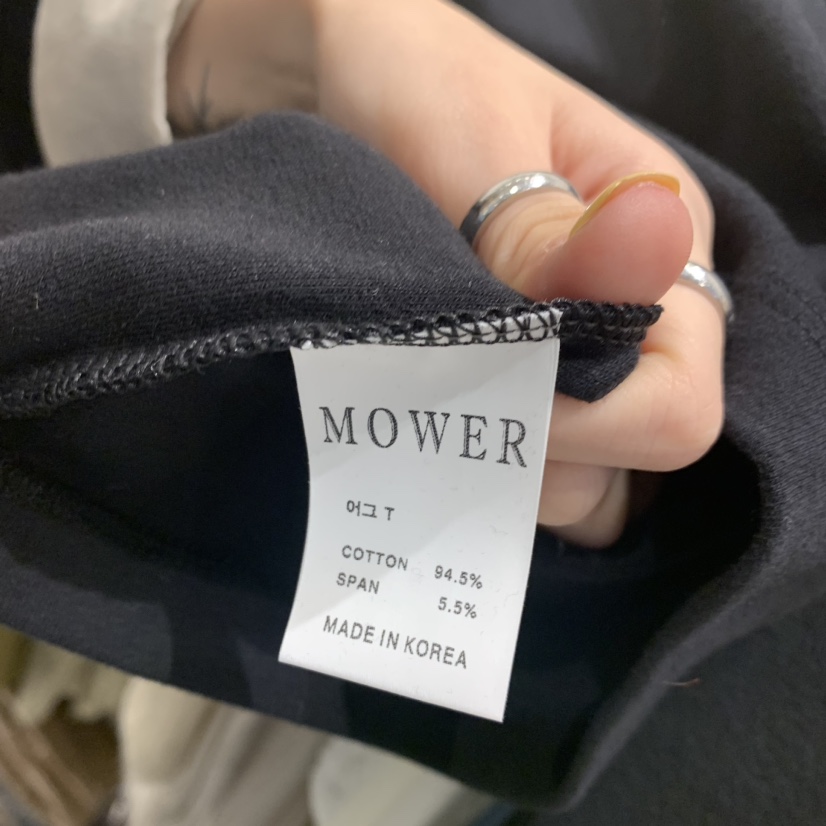 MOWER
어그 T
COTTON 94.5%
SPAN 5.5%
MADE IN KOREA